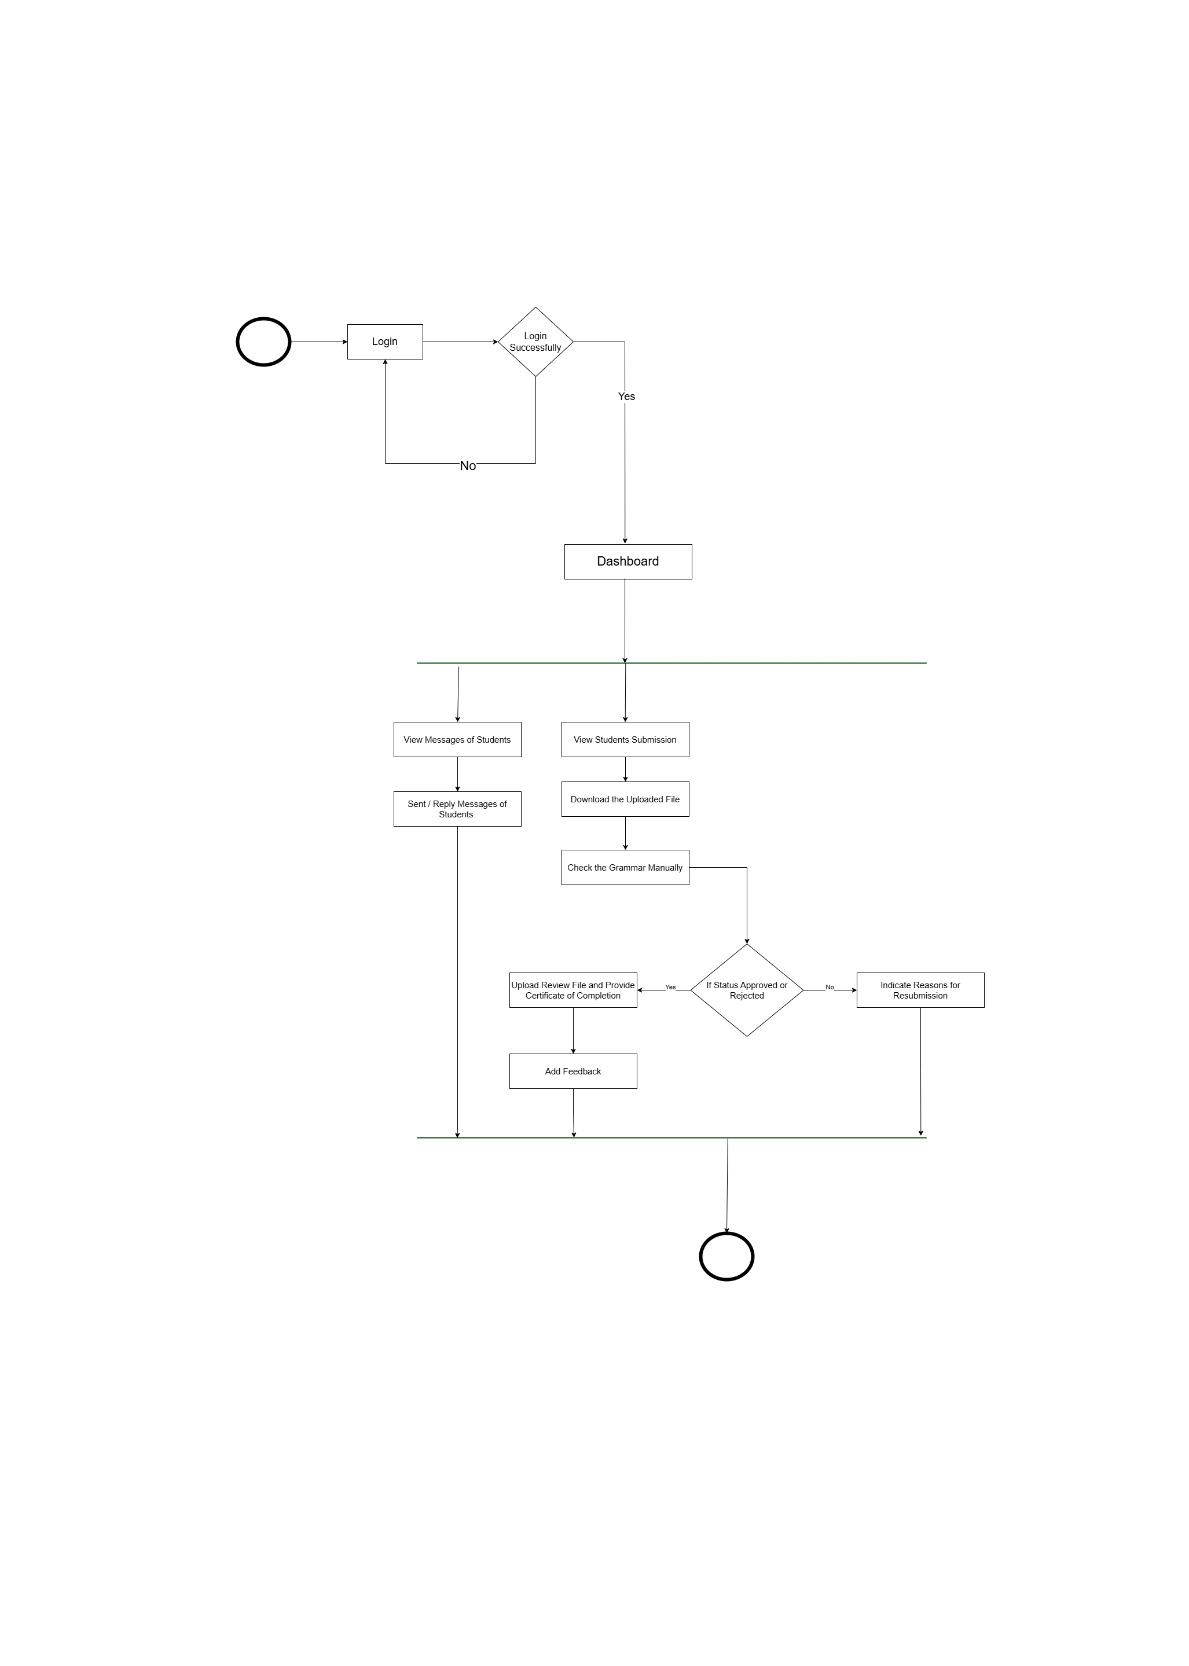 Login
Login
Successfully
Yes
No
Dashboard
View Messages of Students
View Students Submission
Sent / Reply Messages of
Students
Download the Uploaded File
Check the Grammar Manually
Upload Review File and Provide
Certificate of Completion
Yes
If Status Approved or
Rejected
No
Indicate Reasons for
Resubmission
Add Feedback